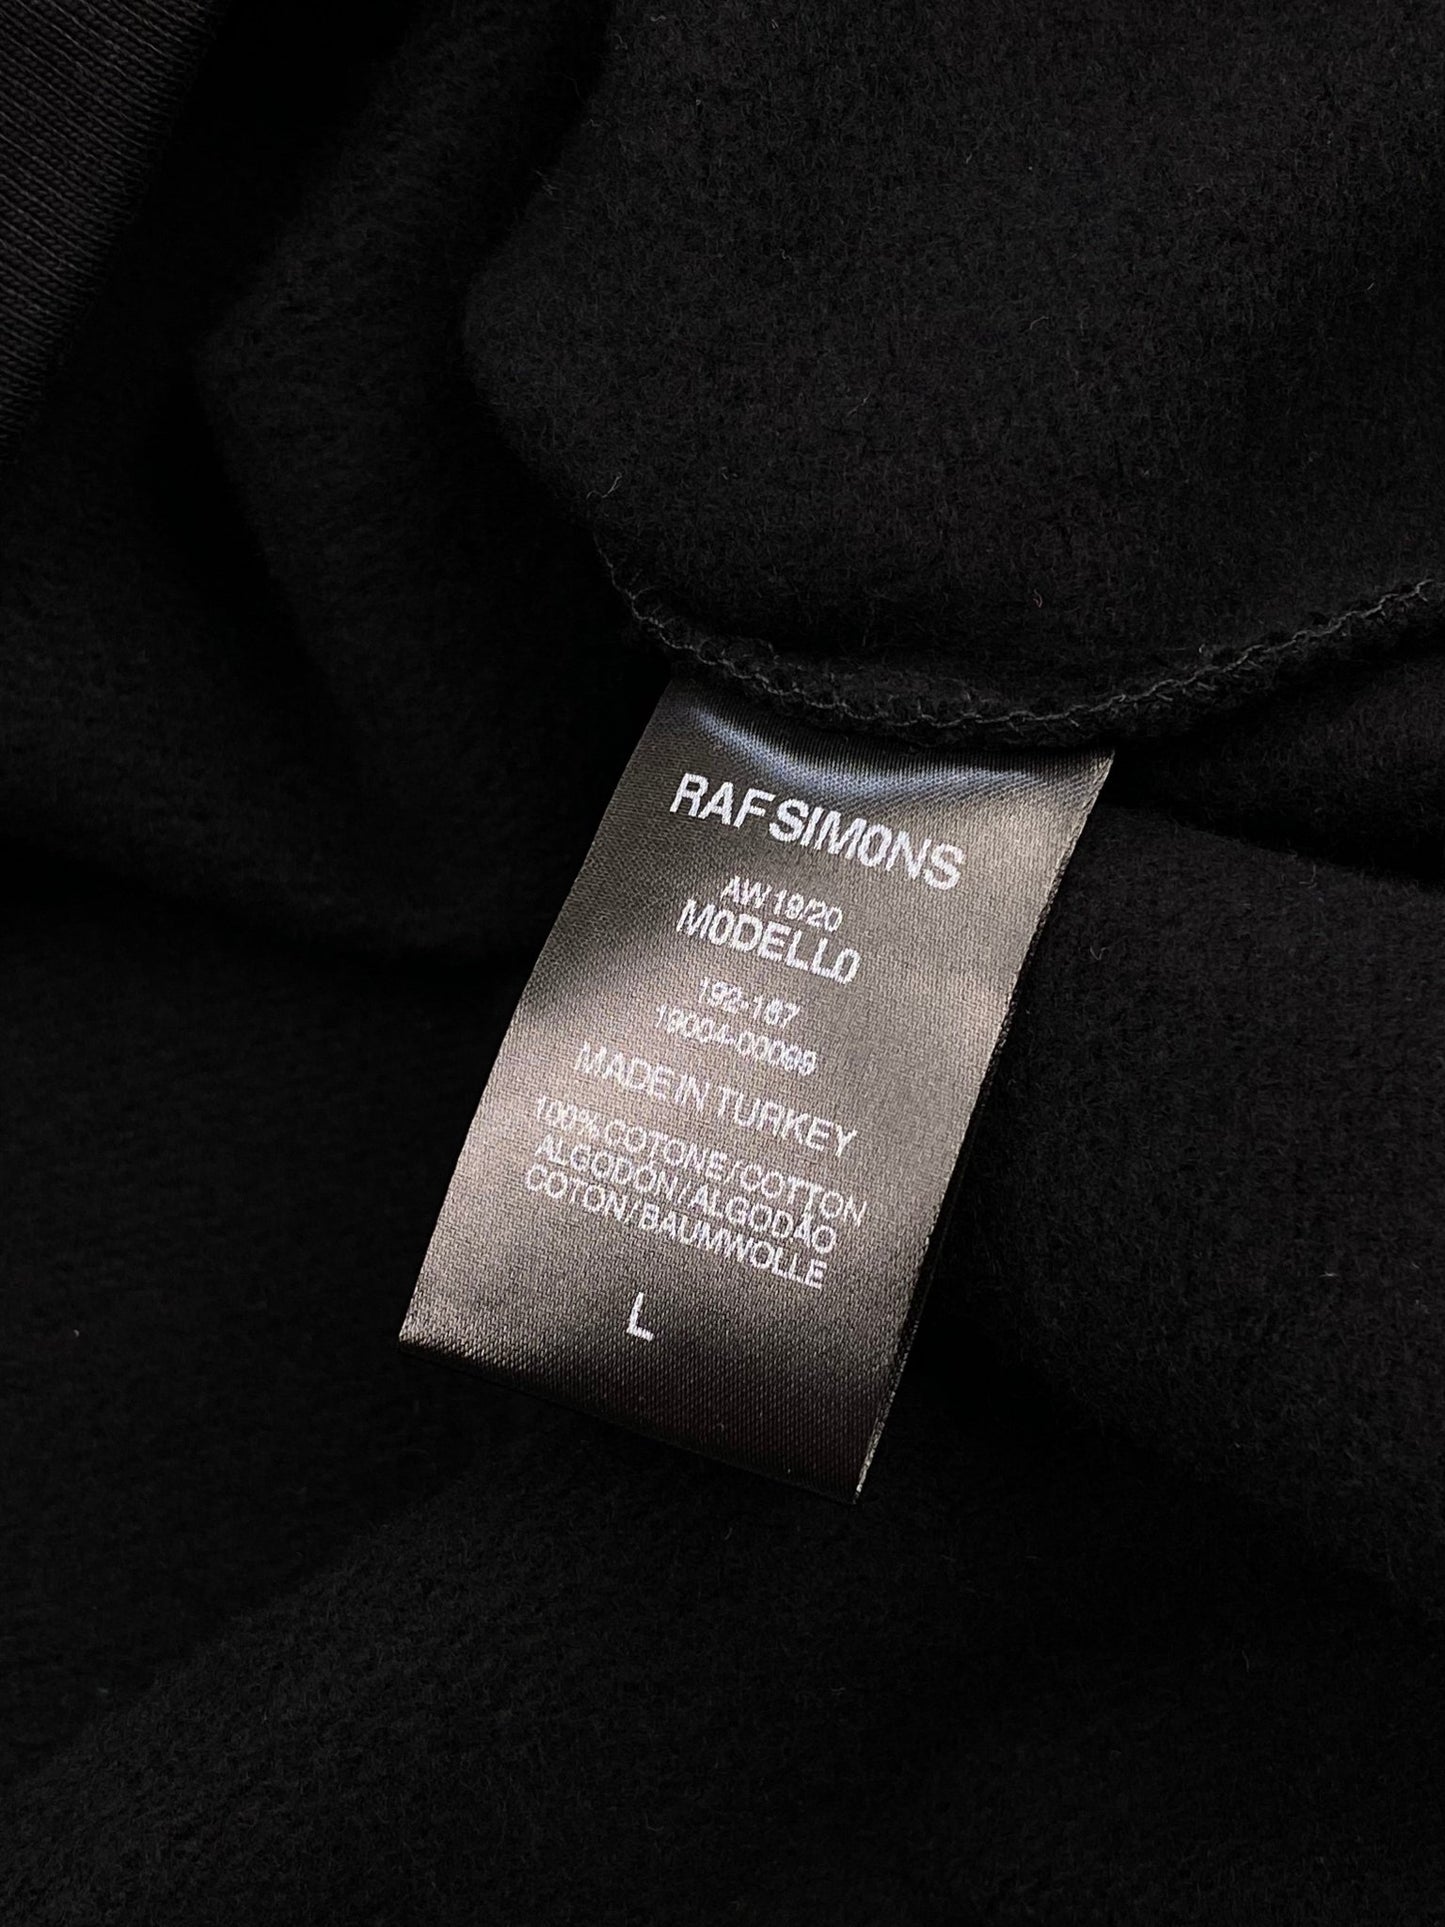 RAF SIMONS
AW 19/20
MODELLO
192-167
19004-00099
MADE IN TURKEY
100% COTONE/COTTON
ALGODÓN/ALGODÃO
COTON/BAUMWOLLE
L